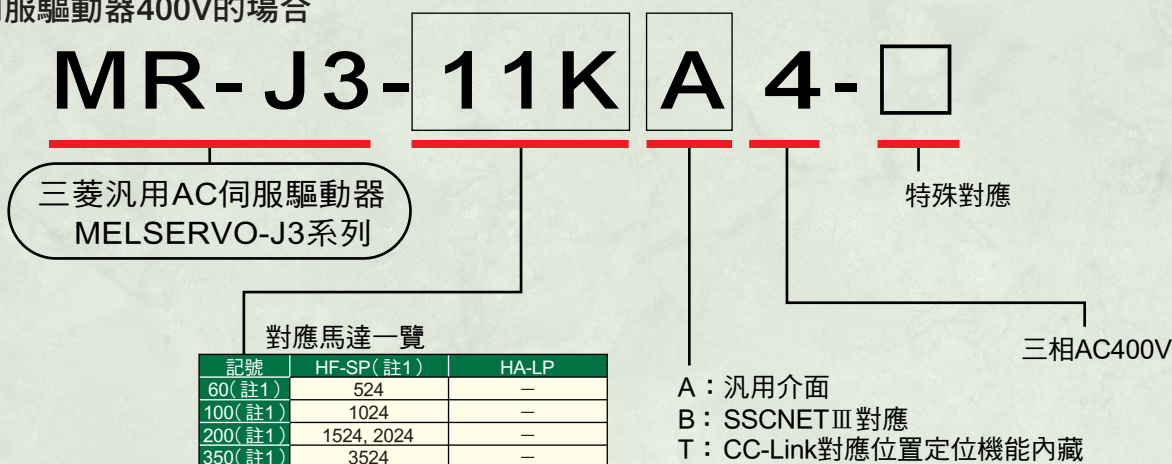 服驅動器400V的場合
MR-J3-11KA4-□
三菱汎用AC伺服驅動器
MELSERVO-J3系列
特殊對應
三相AC400V
對應馬達一覽
記號 HF-SP(註1) HA-LP
60(註1) 524 －
100(註1) 1024 －
200(註1) 1524, 2024 －
350(註1) 3524 －
A：汎用介面
B：SSCNETⅢ對應
T：CC-Link對應位置定位機能內藏